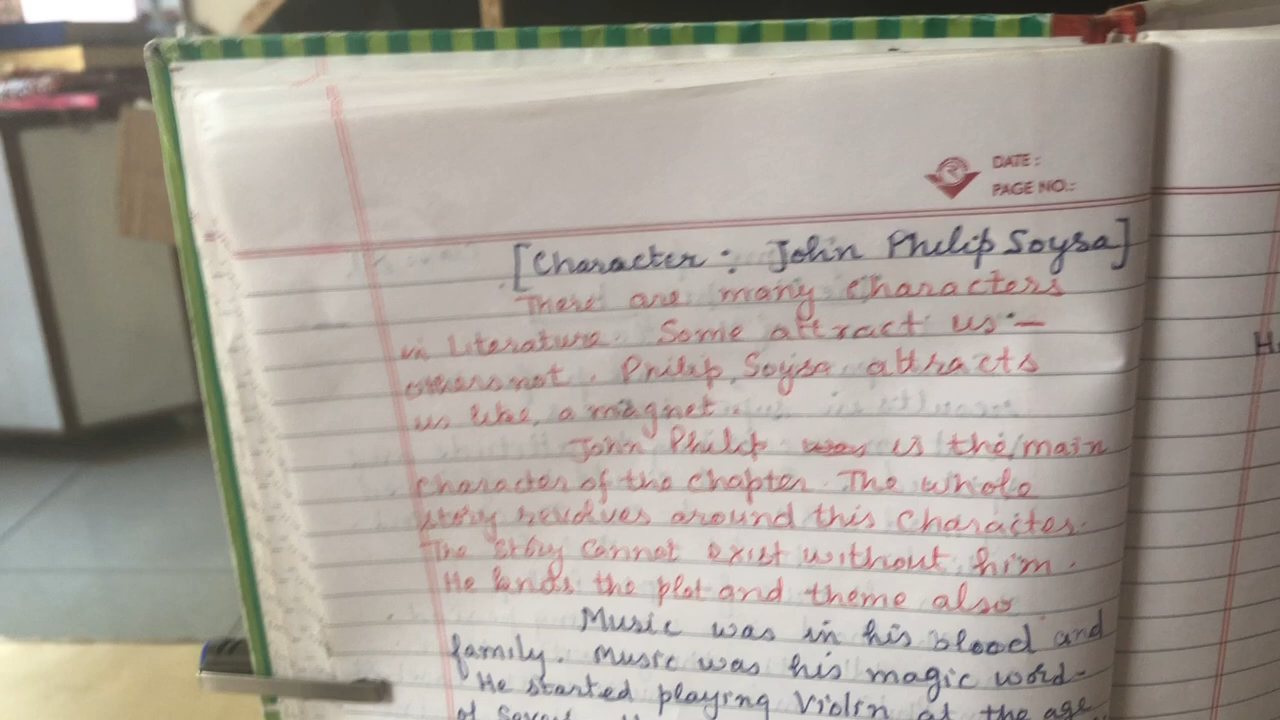 DATE :
PAGE NO.:
[Character : John Philip Soysa]
There are many characters
in literature. Some attract us —
others not. Philip Soysa attracts
us like a magnet
John Philip was is the main
character of the chapter. The whole
story revolves around this character.
The story cannot exist without him.
He lends the plot and theme also
Music was in his blood and
family. Music was his magic word-
He started playing Violin at the age
of